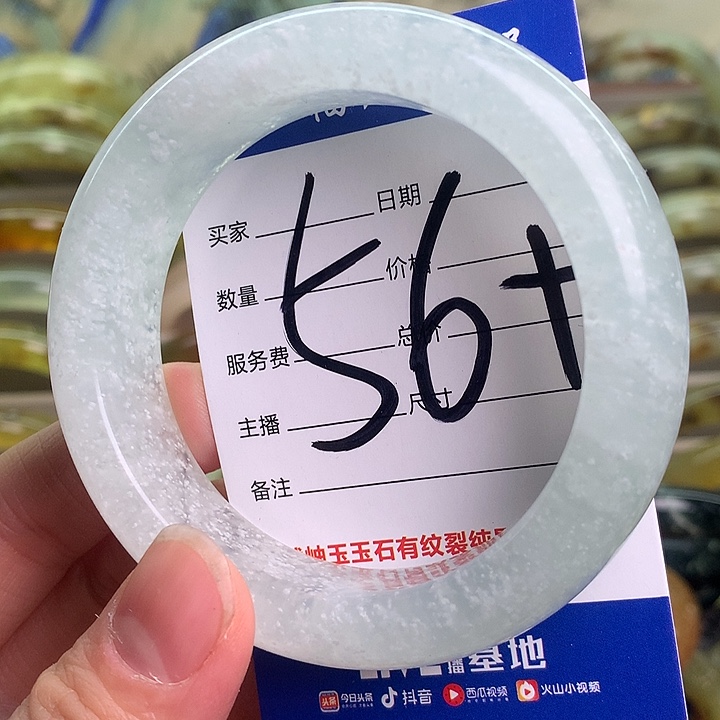 买家 日期
数量 价格
服务费 总价
主播 尺寸
备注
56+
岫玉玉石有纹裂纯属
播基地
今日头条 抖音 西瓜视频 火山小视频